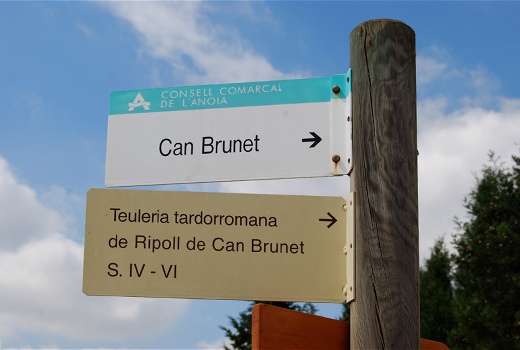 CONSELL COMARCAL
DE L'ANOIA
Can Brunet →
Teuleria tardorromana →
de Ripoll de Can Brunet
S. IV - VI